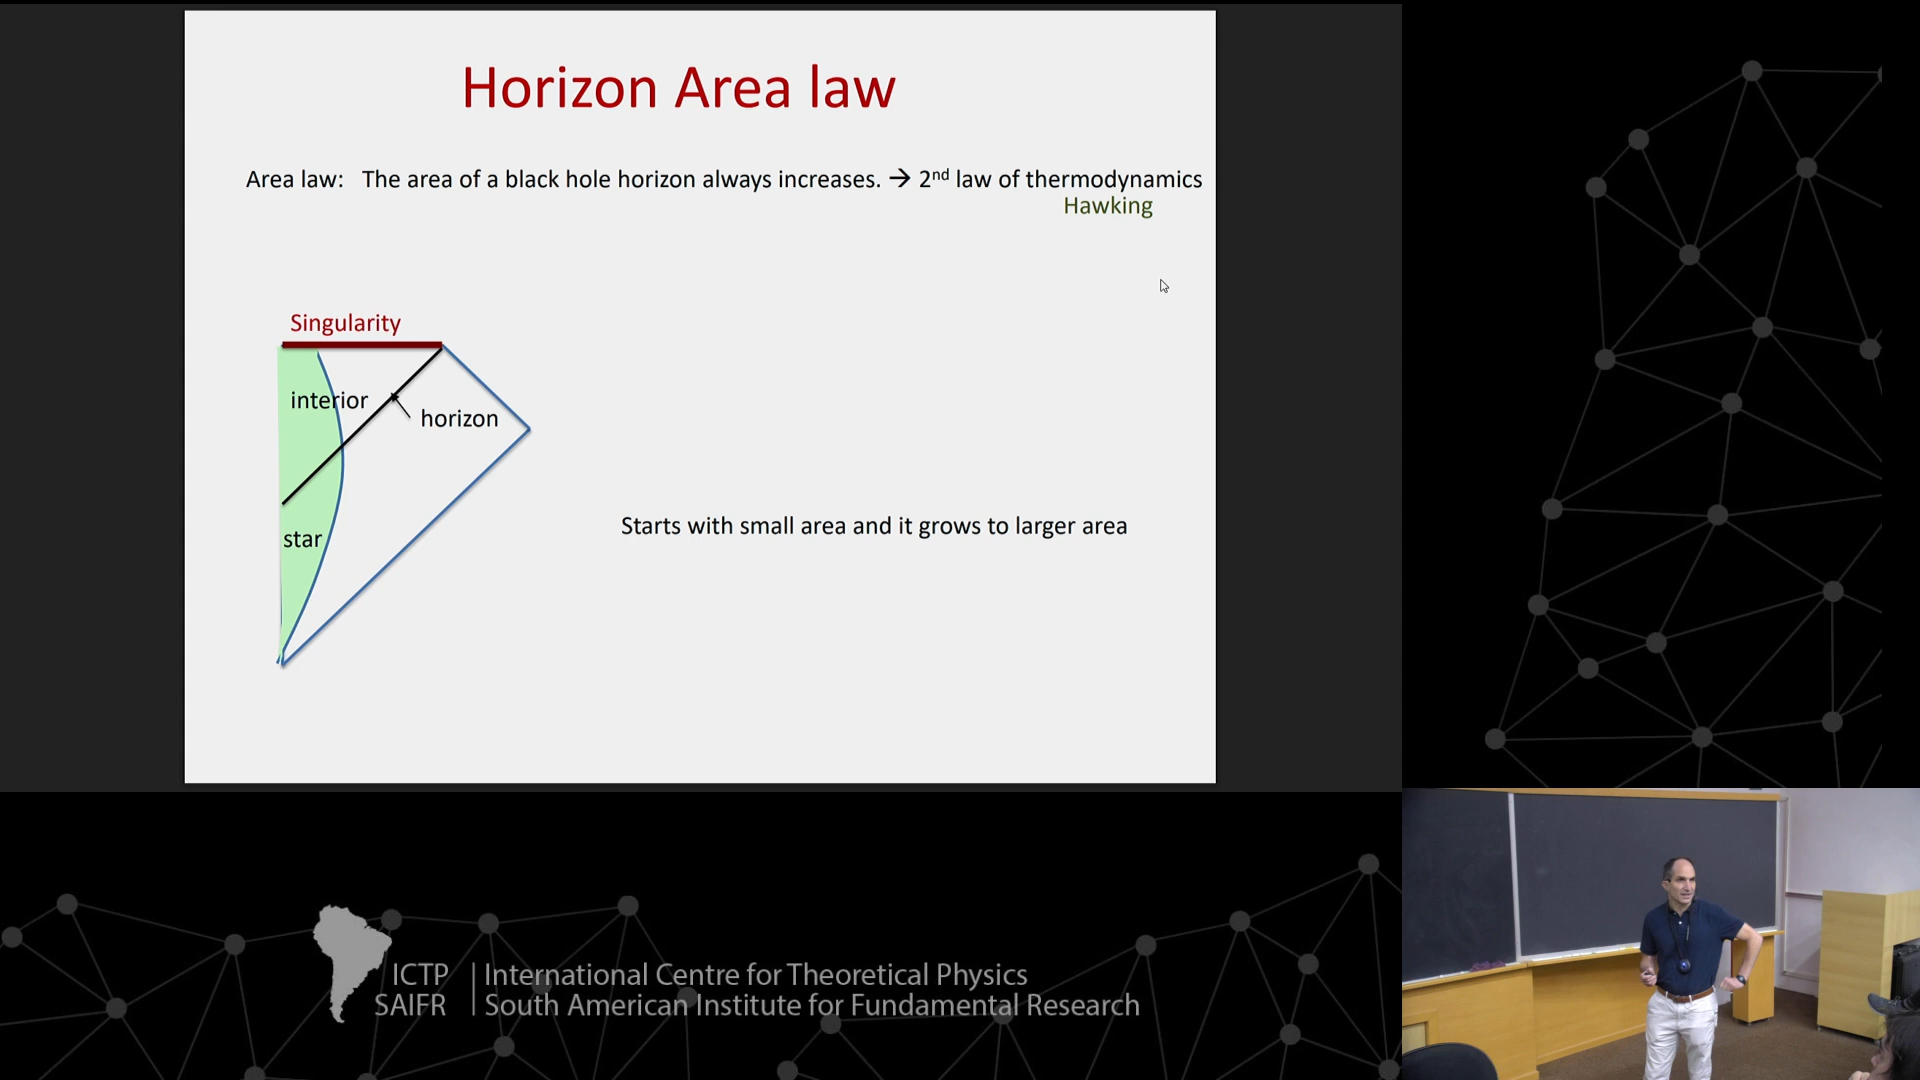 Horizon Area law
Area law: The area of a black hole horizon always increases. → 2nd law of thermodynamics
Hawking
Singularity
interior
horizon
Starts with small area and it grows to larger area
star
ICTP | International Centre for Theoretical Physics
SAIFR | South American Institute for Fundamental Research